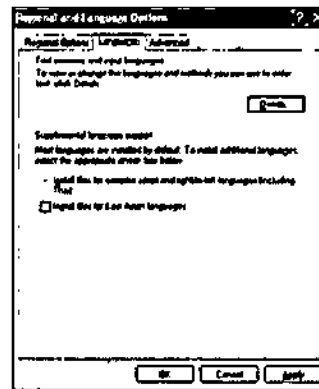 Regional and Language Options
Regional Options Languages Advanced
Text services and input languages
To view or change the languages and methods you can use to enter
text, click Details.
Details...
Supplemental language support
Most languages are installed by default. To install additional languages,
select the appropriate check box below.
Install files for complex script and right-to-left languages (including
Thai)
Install files for East Asian languages
OK Cancel Apply